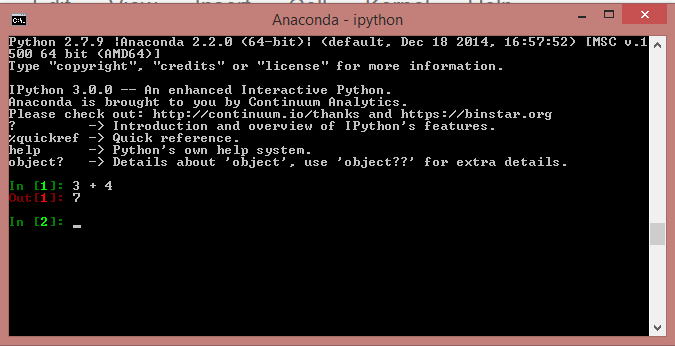 Anaconda - ipython
Python 2.7.9 |Anaconda 2.2.0 (64-bit)| (default, Dec 18 2014, 16:57:52) [MSC v.1
500 64 bit (AMD64)]
Type "copyright", "credits" or "license" for more information.
IPython 3.0.0 -- An enhanced Interactive Python.
Anaconda is brought to you by Continuum Analytics.
Please check out: http://continuum.io/thanks and https://binstar.org
?         -> Introduction and overview of IPython's features.
%quickref -> Quick reference.
help      -> Python's own help system.
object?   -> Details about 'object', use 'object??' for extra details.
In [1]: 3 + 4
Out[1]: 7
In [2]: _